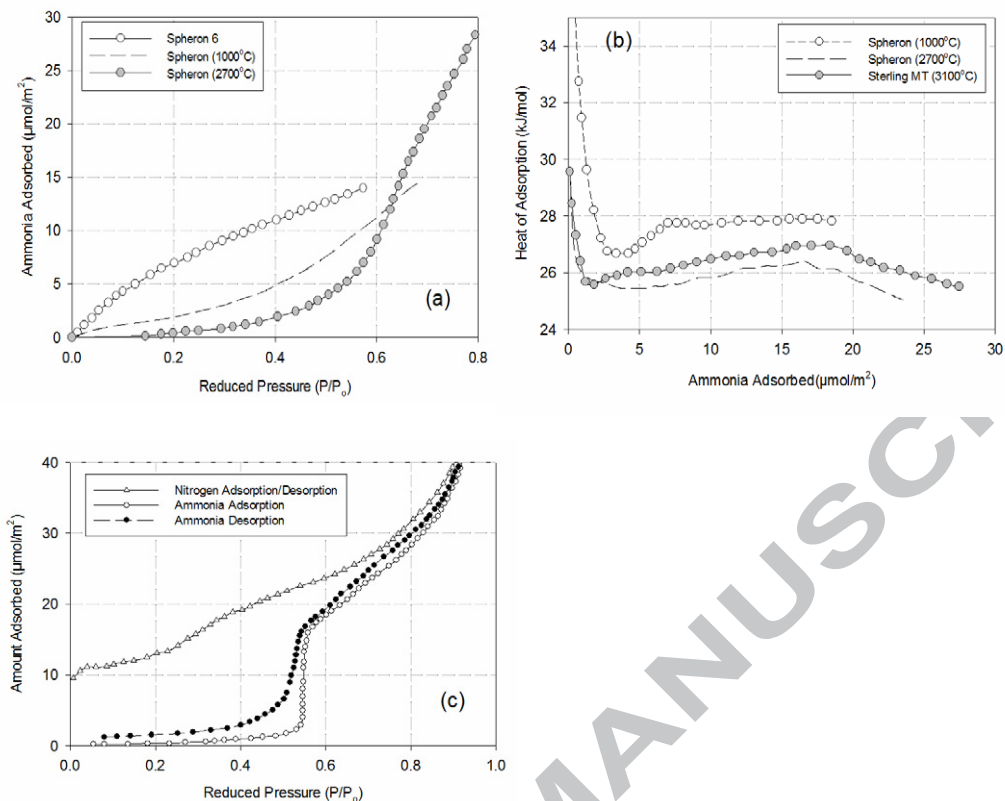 30
25
20
15
10
5
0
Ammonia Adsorbed (µmol/m²)
Spheron 6
Spheron (1000°C)
Spheron (2700°C)
(a)
0.0 0.2 0.4 0.6 0.8
Reduced Pressure (P/Po)
34
32
30
28
26
24
Heat of Adsorption (kJ/mol)
(b)
Spheron (1000°C)
Spheron (2700°C)
Sterling MT (3100°C)
0 5 10 15 20 25 30
Ammonia Adsorbed(µmol/m²)
40
30
20
10
0
Amount Adsorbed (µmol/m²)
Nitrogen Adsorption/Desorption
Ammonia Adsorption
Ammonia Desorption
(c)
0.0 0.2 0.4 0.6 0.8 1.0
Reduced Pressure (P/Po)